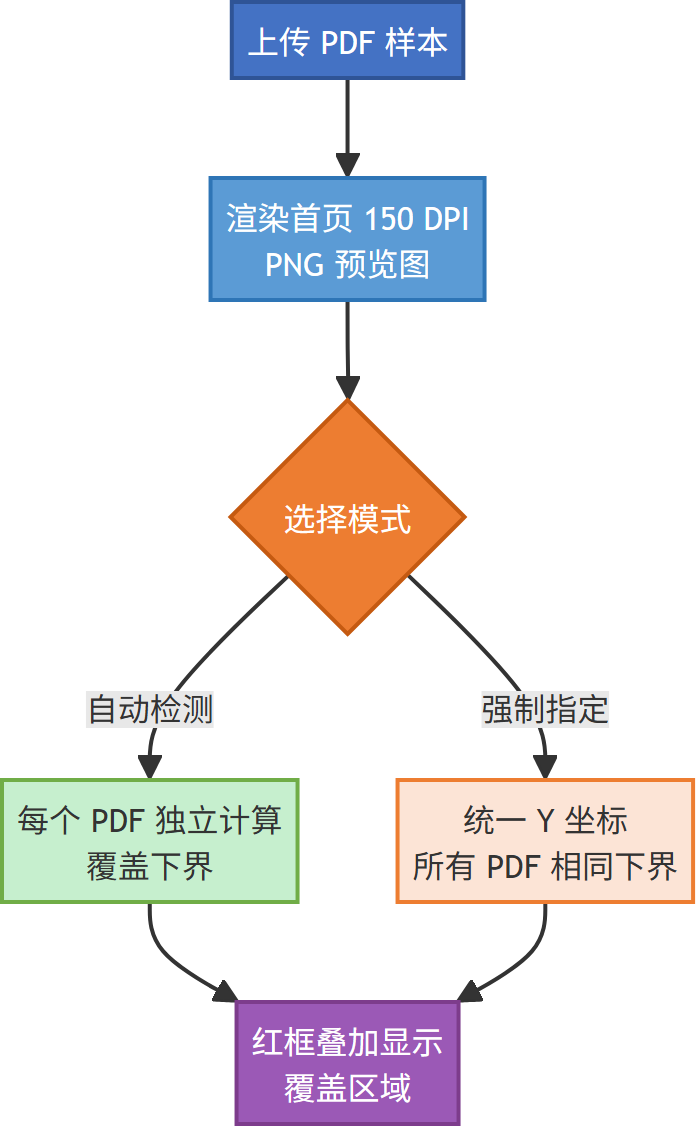 上传 PDF 样本
渲染首页 150 DPI
PNG 预览图
选择模式
自动检测
强制指定
每个 PDF 独立计算
覆盖下界
统一 Y 坐标
所有 PDF 相同下界
红框叠加显示
覆盖区域